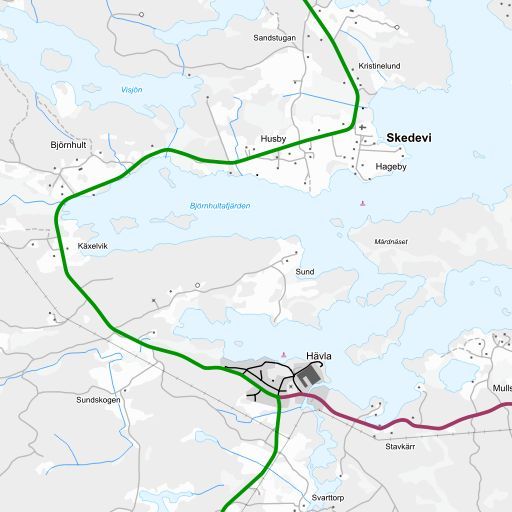 Sandstugan
Kristinelund
Visjön
Husby
Skedevi
Björnhult
Hageby
Björnhultafjärden
Mårdnäset
Käxelvik
Sund
Hävla
Mulls
Sundskogen
Stavkärr
Svarttorp